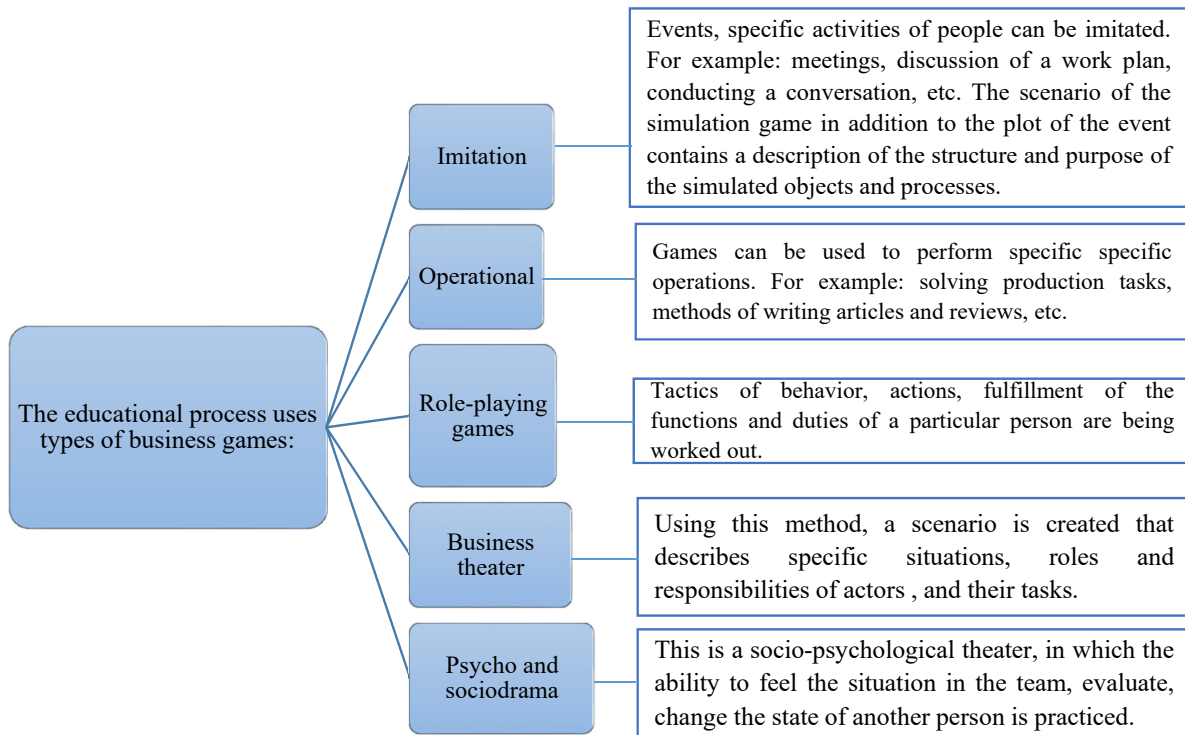 The educational process uses
types of business games:
Imitation
Events, specific activities of people can be imitated.
For example: meetings, discussion of a work plan,
conducting a conversation, etc. The scenario of the
simulation game in addition to the plot of the event
contains a description of the structure and purpose of
the simulated objects and processes.
Operational
Games can be used to perform specific specific
operations. For example: solving production tasks,
methods of writing articles and reviews, etc.
Role-playing
games
Tactics of behavior, actions, fulfillment of the
functions and duties of a particular person are being
worked out.
Business
theater
Using this method, a scenario is created that
describes specific situations, roles and
responsibilities of actors , and their tasks.
Psycho and
sociodrama
This is a socio-psychological theater, in which the
ability to feel the situation in the team, evaluate,
change the state of another person is practiced.